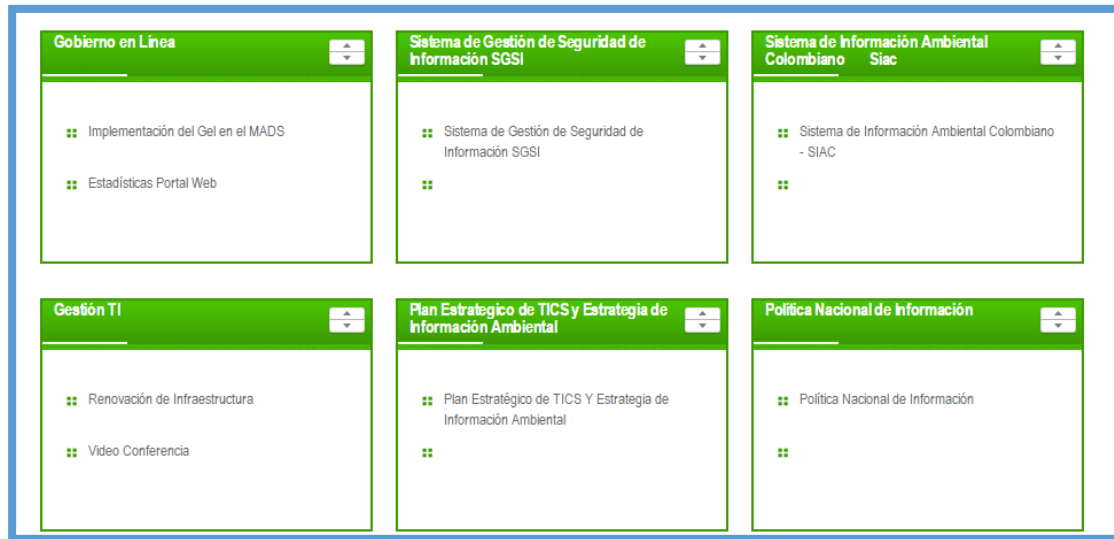 Gobierno en Línea
Implementación del Gel en el MADS
Estadísticas Portal Web
Sistema de Gestión de Seguridad de
Información SGSI
Sistema de Gestión de Seguridad de
Información SGSI
Sistema de Información Ambiental
Colombiano Siac
Sistema de Información Ambiental Colombiano
- SIAC
Gestión TI
Renovación de Infraestructura
Video Conferencia
Plan Estrategico de TICS y Estrategia de
Información Ambiental
Plan Estratégico de TICS Y Estrategia de
Información Ambiental
Política Nacional de Información
Política Nacional de Información